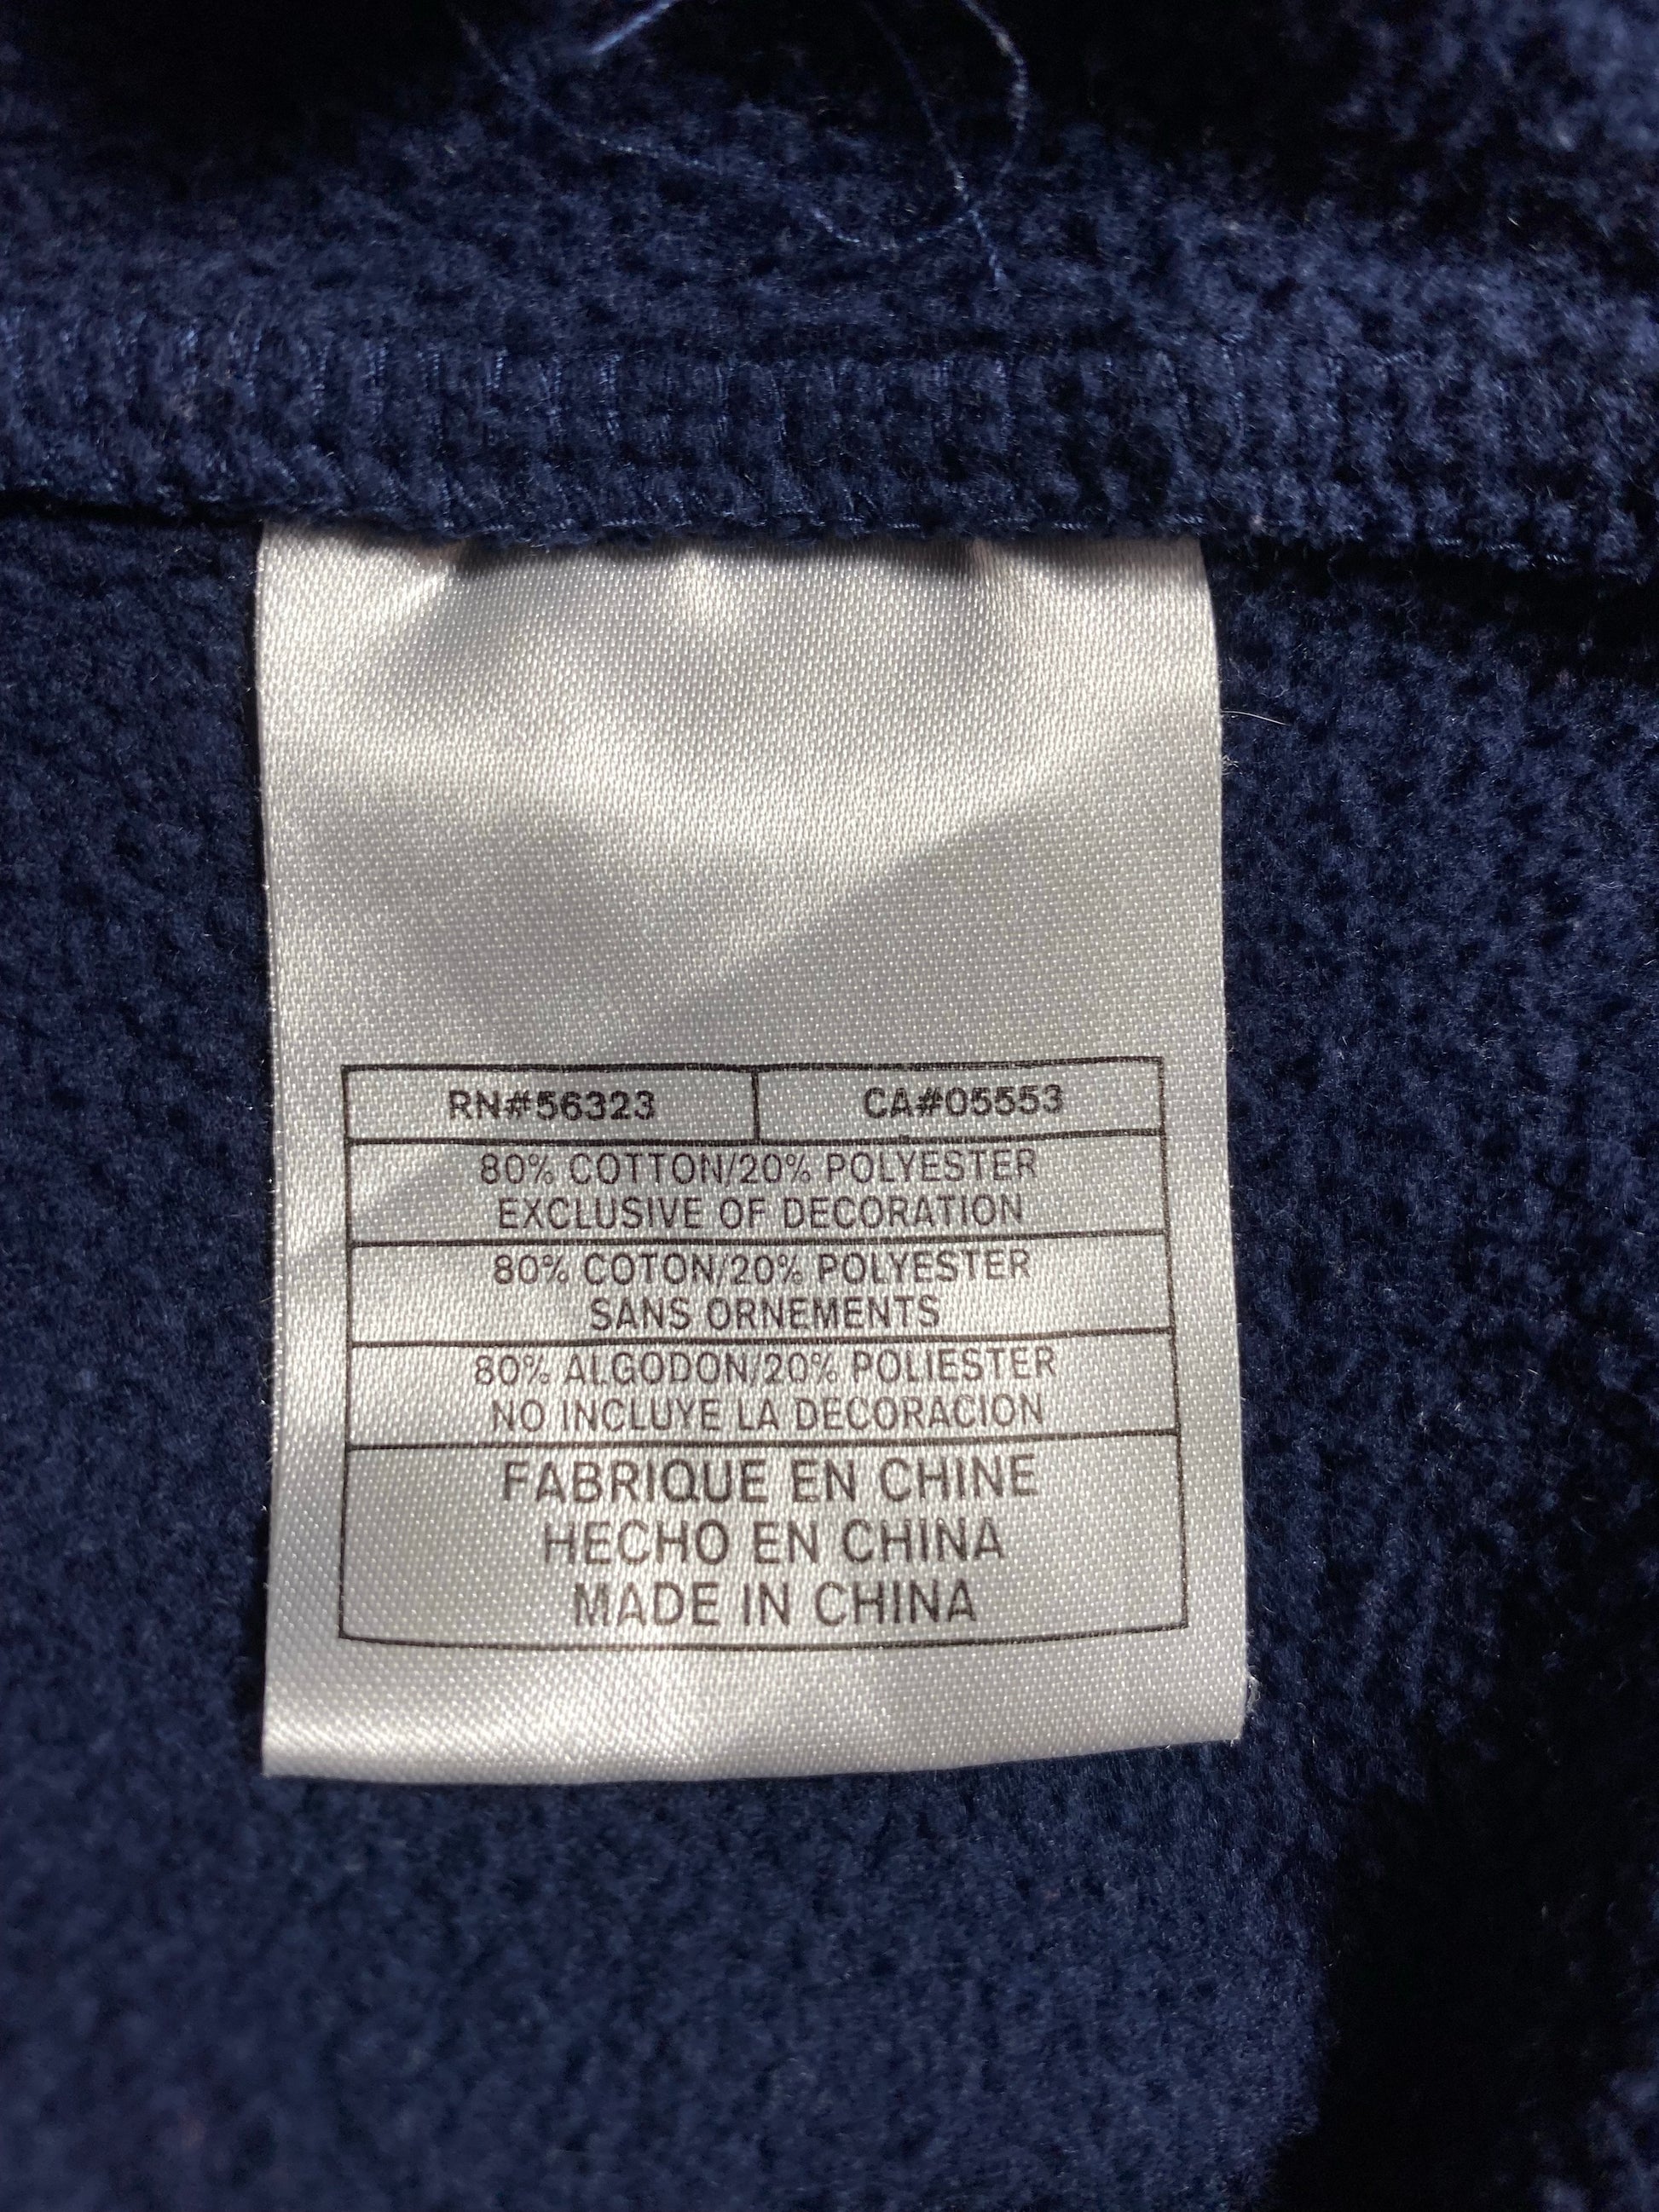 RN#56323 CA#05553
80% COTTON/20% POLYESTER
EXCLUSIVE OF DECORATION
80% COTON/20% POLYESTER
SANS ORNEMENTS
80% ALGODON/20% POLIESTER
NO INCLUYE LA DECORACION
FABRIQUE EN CHINE
HECHO EN CHINA
MADE IN CHINA